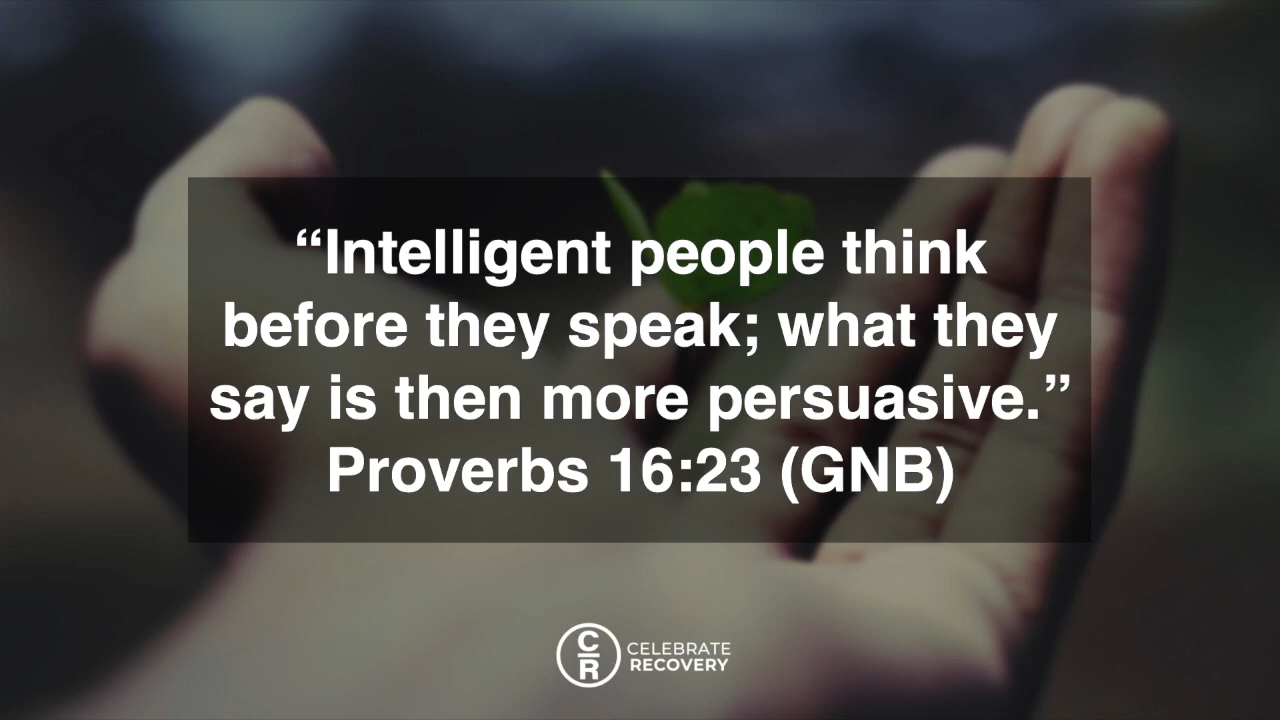 “Intelligent people think
before they speak; what they
say is then more persuasive.”
Proverbs 16:23 (GNB)
C
R
CELEBRATE
RECOVERY